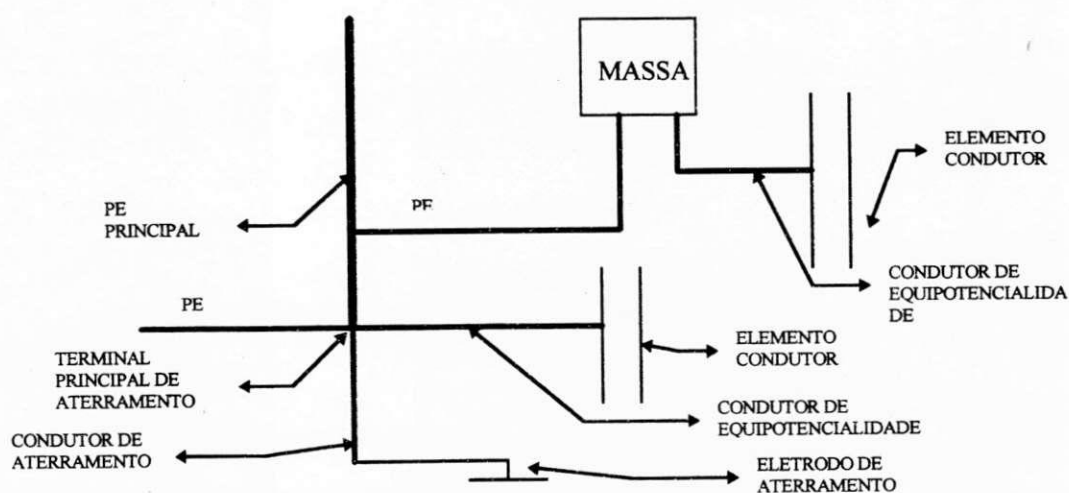 MASSA
ELEMENTO
CONDUTOR
PE
PRINCIPAL
PE
CONDUTOR DE
EQUIPOTENCIALIDA
DE
PE
TERMINAL
PRINCIPAL DE
ATERRAMENTO
ELEMENTO
CONDUTOR
CONDUTOR DE
EQUIPOTENCIALIDADE
CONDUTOR DE
ATERRAMENTO
ELETRODO DE
ATERRAMENTO